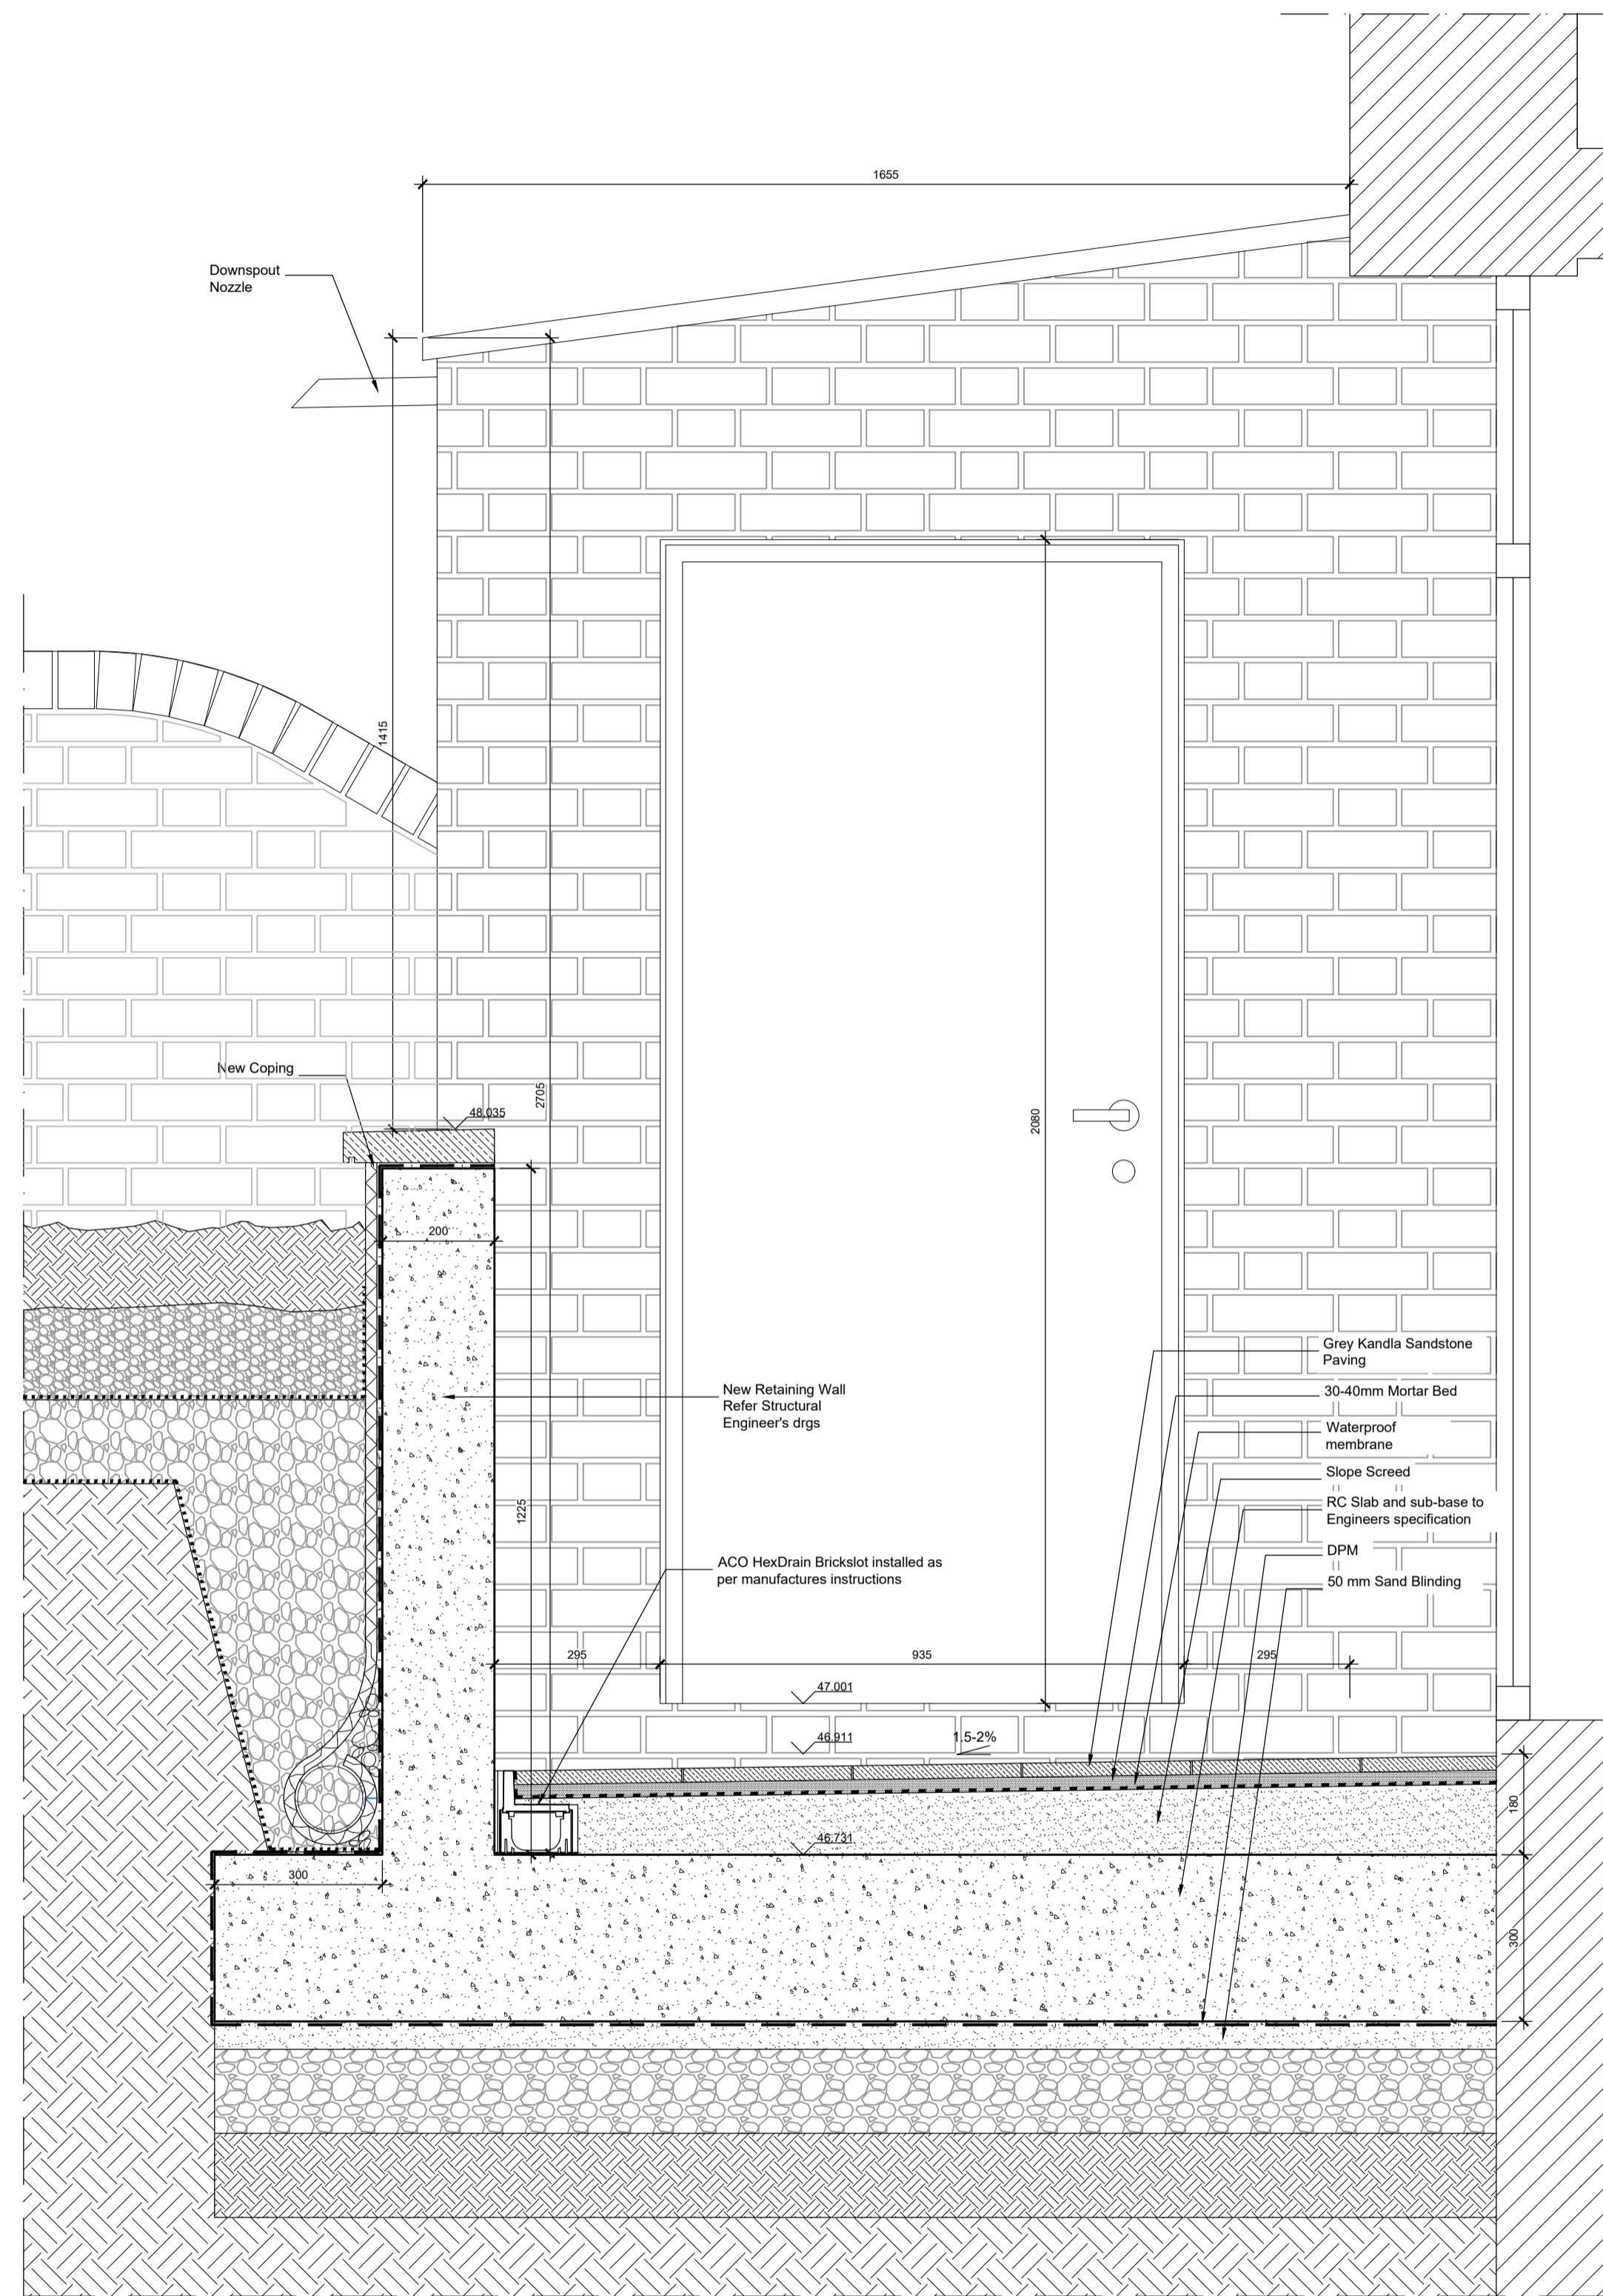 1655
Downspout
Nozzle
1415
New Coping
2705
48.035
2080
200
Grey Kandla Sandstone
Paving
30-40mm Mortar Bed
New Retaining Wall
Refer Structural
Engineer's drgs
Waterproof
membrane
Slope Screed
RC Slab and sub-base to
Engineers specification
1225
DPM
ACO HexDrain Brickslot installed as
per manufactures instructions
50 mm Sand Blinding
295
935
295
47.001
46.911
1.5-2%
180
46.731
300
300